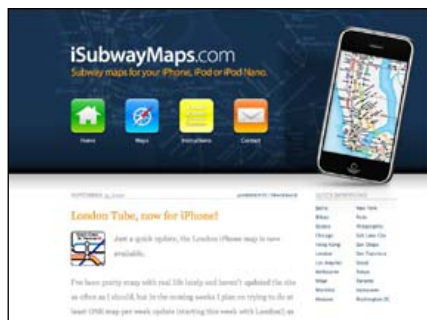 iSubwayMaps.com
Subway maps for your iPhone, iPod or iPod Nano.
Home Maps Instructions Contact
NOVEMBER
London Tube, now for iPhone!
Just a quick update, the London iPhone map is now
available.
I've been pretty crazy with real life lately and haven't updated the site
as often as I should, but in the coming weeks I plan on trying to do at
least ONE map per week update (starting this week with London!) as
Berlin New York
Bilbao Paris
Boston Philadelphia
Chicago Salt Lake City
Hong Kong San Diego
London San Francisco
Los Angeles Seoul
Melbourne Tokyo
Milan Toronto
Montreal Vancouver
Moscow Washington DC